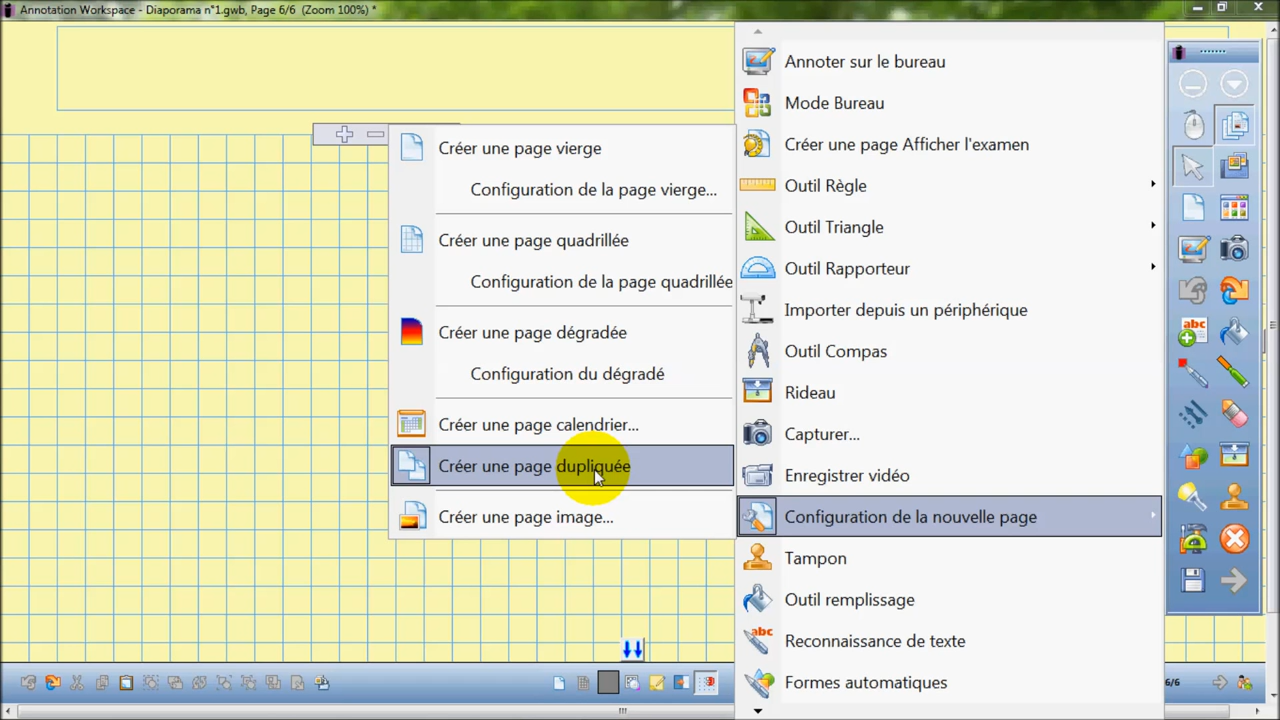 Annotation Workspace - Diaporama n°1.gwb, Page 6/6 (Zoom 100%) *
Créer une page vierge
Configuration de la page vierge...
Créer une page quadrillée
Configuration de la page quadrillée
Créer une page dégradée
Configuration du dégradé
Créer une page calendrier...
Créer une page dupliquée
Créer une page image...
Annoter sur le bureau
Mode Bureau
Créer une page Afficher l'examen
Outil Règle
Outil Triangle
Outil Rapporteur
Importer depuis un périphérique
Outil Compas
Rideau
Capturer...
Enregistrer vidéo
Configuration de la nouvelle page
Tampon
Outil remplissage
abc
Reconnaissance de texte
Formes automatiques
abc
6/6